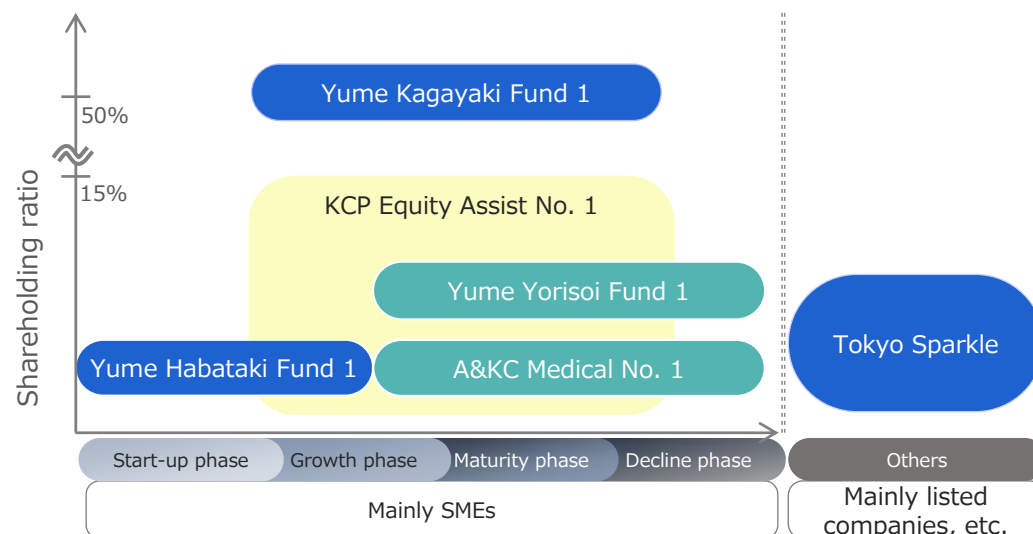 Shareholding ratio
50%
15%
Yume Kagayaki Fund 1
KCP Equity Assist No. 1
Yume Yorisoi Fund 1
Yume Habataki Fund 1
A&KC Medical No. 1
Tokyo Sparkle
Start-up phase
Growth phase
Maturity phase
Decline phase
Others
Mainly SMEs
Mainly listed
companies, etc.